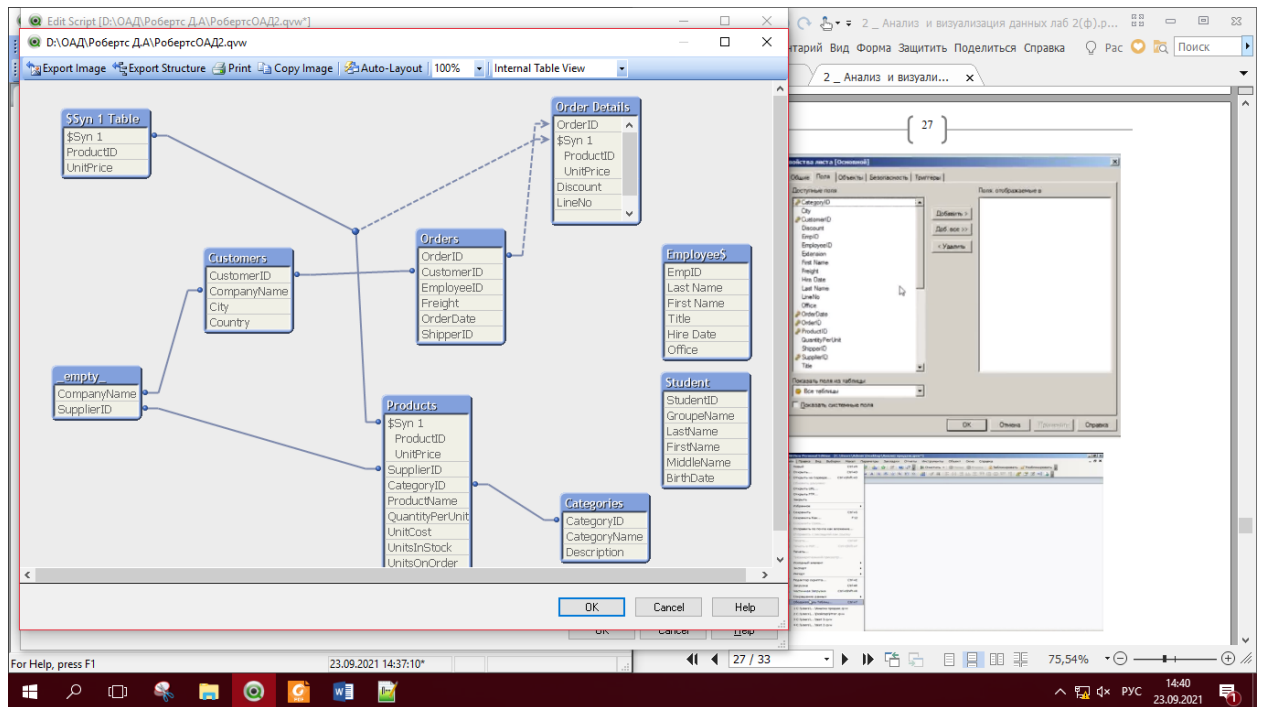 Edit Script [D:\ОАД\Робертс Д.А\РобертсОАД2.qvw*]
D:\ОАД\Робертс Д.А\РобертсОАД2.qvw
Export Image Export Structure Print Copy Image Auto-Layout 100% Internal Table View
$Syn 1 Table
$Syn 1
ProductID
UnitPrice
Order Details
OrderID
$Syn 1
ProductID
UnitPrice
Discount
LineNo
Customers
CustomerID
CompanyName
City
Country
Orders
OrderID
CustomerID
EmployeeID
Freight
OrderDate
ShipperID
Employee$
EmpID
Last Name
First Name
Title
Hire Date
Office
_empty_
CompanyName
SupplierID
Products
$Syn 1
ProductID
UnitPrice
SupplierID
CategoryID
ProductName
QuantityPerUnit
UnitCost
UnitsInStock
UnitsOnOrder
Student
StudentID
GroupeName
LastName
FirstName
MiddleName
BirthDate
Categories
CategoryID
CategoryName
Description
OK Cancel Help
OK Cancel Help
For Help, press F1
23.09.2021 14:37:10*
2 _ Анализ и визуализация данных лаб 2(ф).p...
нтарий Вид Форма Защитить Поделиться Справка Рас Поиск
2 _ Анализ и визуали... x
27
войства листа [Основной]
Общие Поля Объекты Безопасность Триггеры
Доступные поля
Поля, отображаемые в
CategoryID
City
CustomerID
Discount
EmpID
EmployeeID
Extension
First Name
Freight
Hire Date
Last Name
LineNo
Office
OrderDate
OrderID
ProductID
QuantityPerUnit
ShipperID
SupplierID
Title
Добавить >
Доб. все >>
< Удалить
Показать поля из таблицы
Все таблицы
Показать системные поля
OK Отмена Применить Справка
27 / 33
75,54%
РУС
14:40
23.09.2021
1